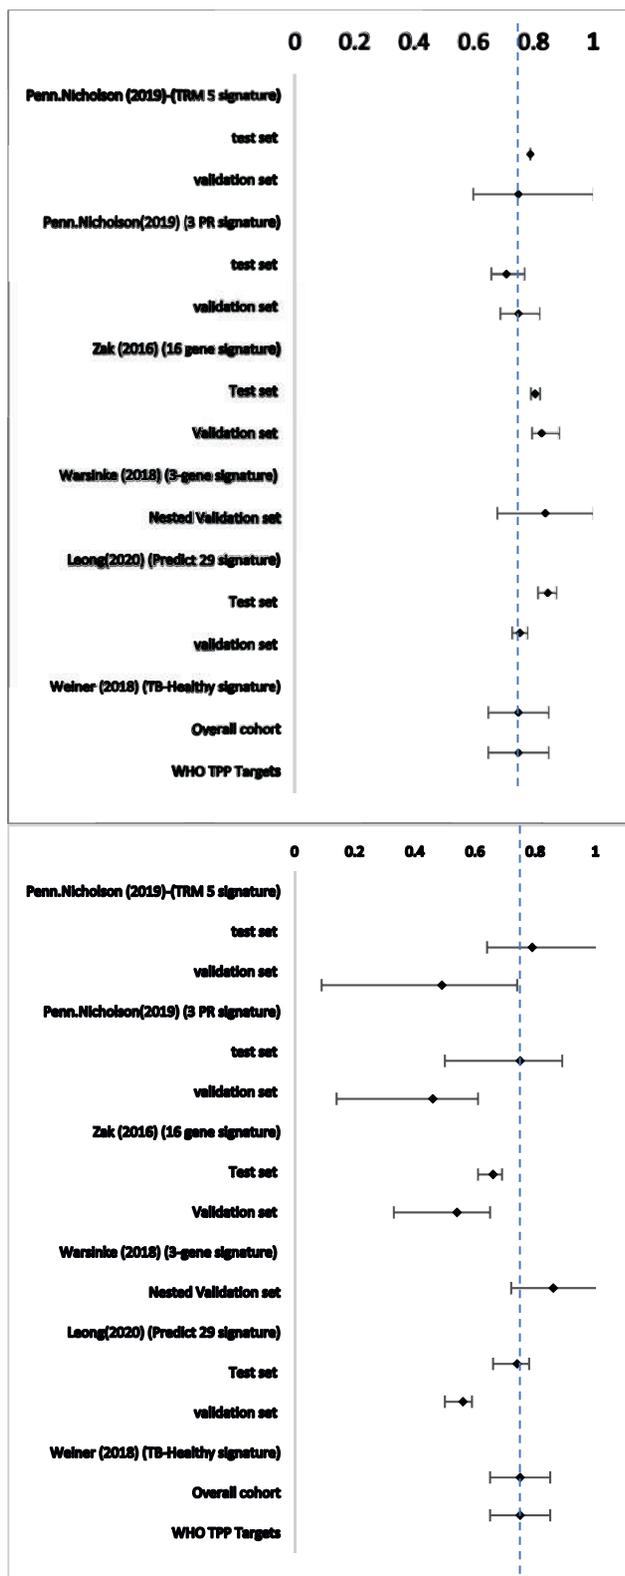 0 0.2 0.4 0.6 0.8 1
Penn.Nicholson (2019)-(TRM 5 signature)
test set
validation set
Penn.Nicholson(2019) (3 PR signature)
test set
validation set
Zak (2016) (16 gene signature)
Test set
Validation set
Warsinke (2018) (3-gene signature)
Nested Validation set
Leong(2020) (Predict 29 signature)
Test set
validation set
Weiner (2018) (TB-Healthy signature)
Overall cohort
WHO TPP Targets
0 0.2 0.4 0.6 0.8 1
Penn.Nicholson (2019)-(TRM 5 signature)
test set
validation set
Penn.Nicholson(2019) (3 PR signature)
test set
validation set
Zak (2016) (16 gene signature)
Test set
Validation set
Warsinke (2018) (3-gene signature)
Nested Validation set
Leong(2020) (Predict 29 signature)
Test set
validation set
Weiner (2018) (TB-Healthy signature)
Overall cohort
WHO TPP Targets